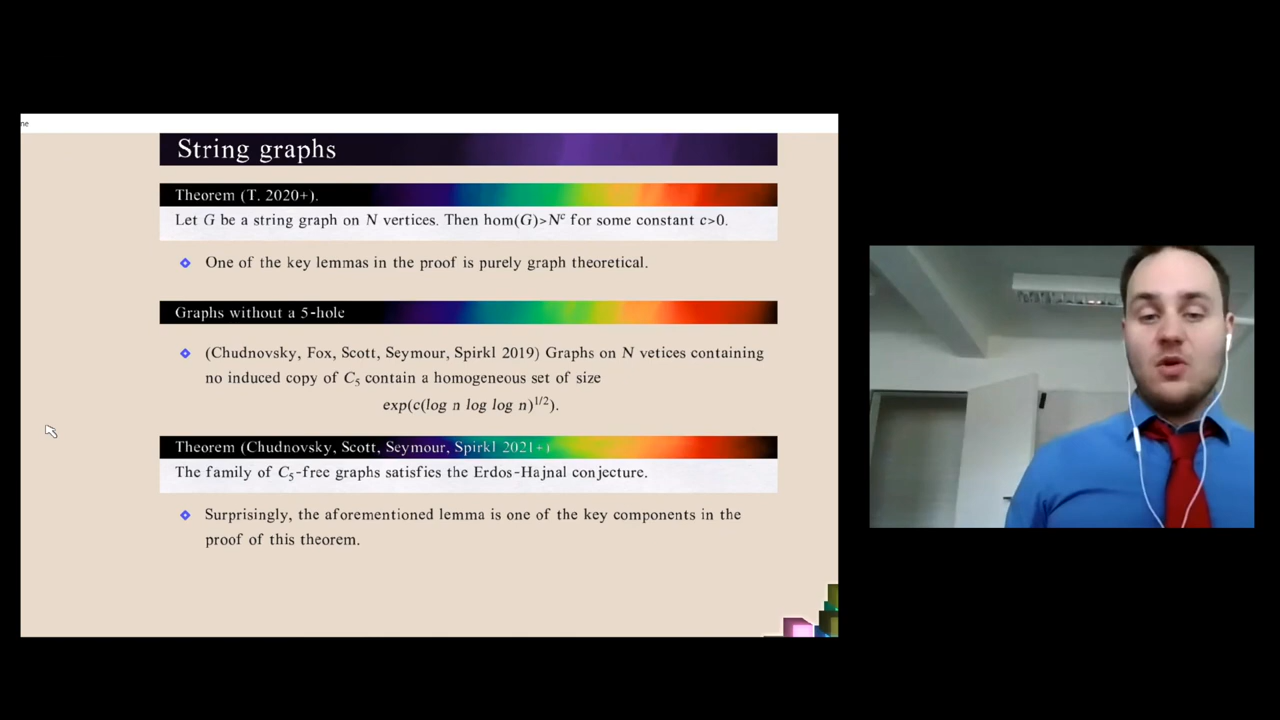 ne
String graphs
Theorem (T. 2020+).
Let G be a string graph on N vertices. Then hom(G)>Nᶜ for some constant c>0.
One of the key lemmas in the proof is purely graph theoretical.
Graphs without a 5-hole
(Chudnovsky, Fox, Scott, Seymour, Spirkl 2019) Graphs on N vetices containing
no induced copy of C₅ contain a homogeneous set of size
exp(c(log n log log n)^1/2).
Theorem (Chudnovsky, Scott, Seymour, Spirkl 2021+)
The family of C₅-free graphs satisfies the Erdos-Hajnal conjecture.
Surprisingly, the aforementioned lemma is one of the key components in the
proof of this theorem.